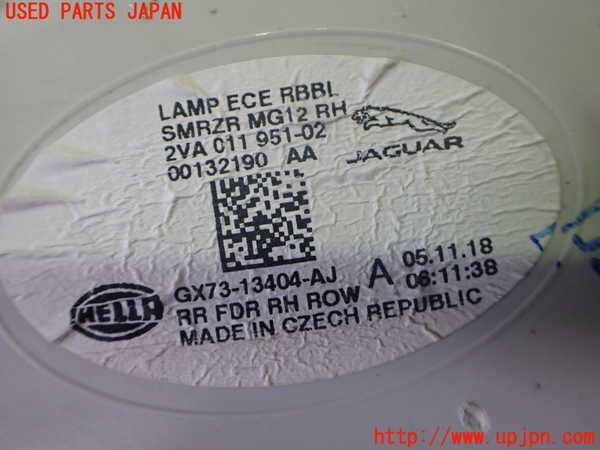 USED PARTS JAPAN
LAMP ECE RBBL
SMRZR MG12 RH
2VA 011 951-02
00132190 AA
JAGUAR
HELLA
GX73-13404-AJ A 05.11.18
RR FDR RH ROW 06:11:38
MADE IN CZECH REPUBLIC
https://www.upjpn.com/